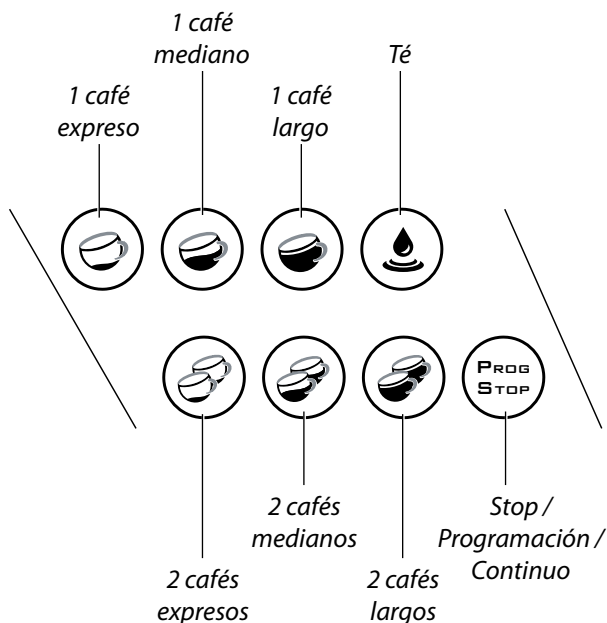 1 café
mediano
Té
1 café
expreso
1 café
largo
PROG
STOP
2 cafés
medianos
Stop /
Programación /
Continuo
2 cafés
expresos
2 cafés
largos